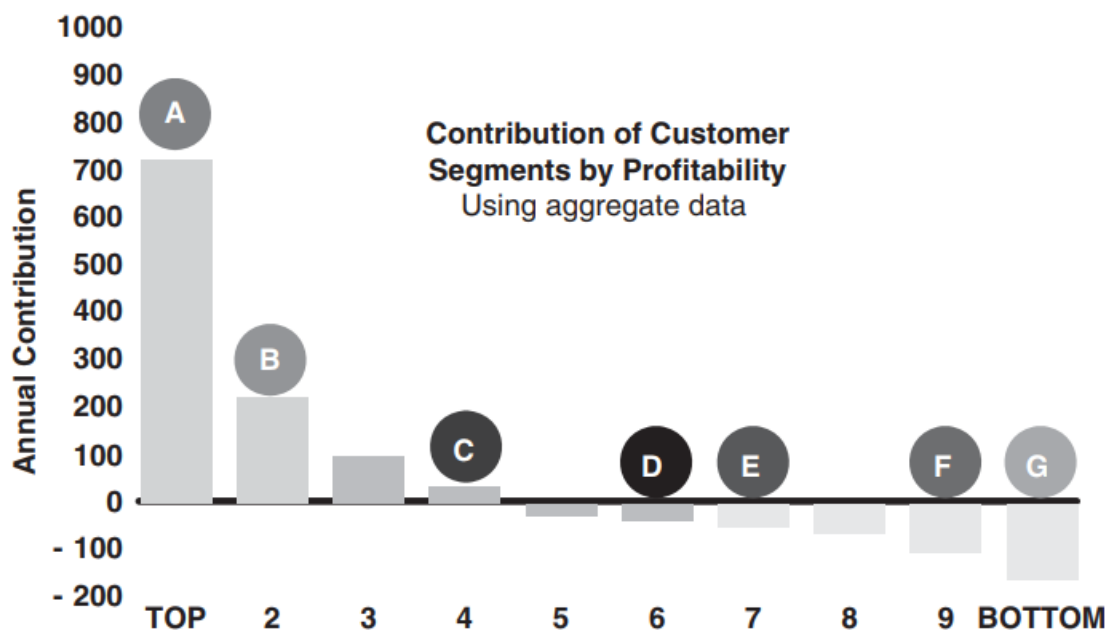 1000
900
800
700
600
500
400
300
200
100
0
- 100
- 200
Annual Contribution
Contribution of Customer
Segments by Profitability
Using aggregate data
A
B
C
D
E
F
G
TOP 2 3 4 5 6 7 8 9 BOTTOM